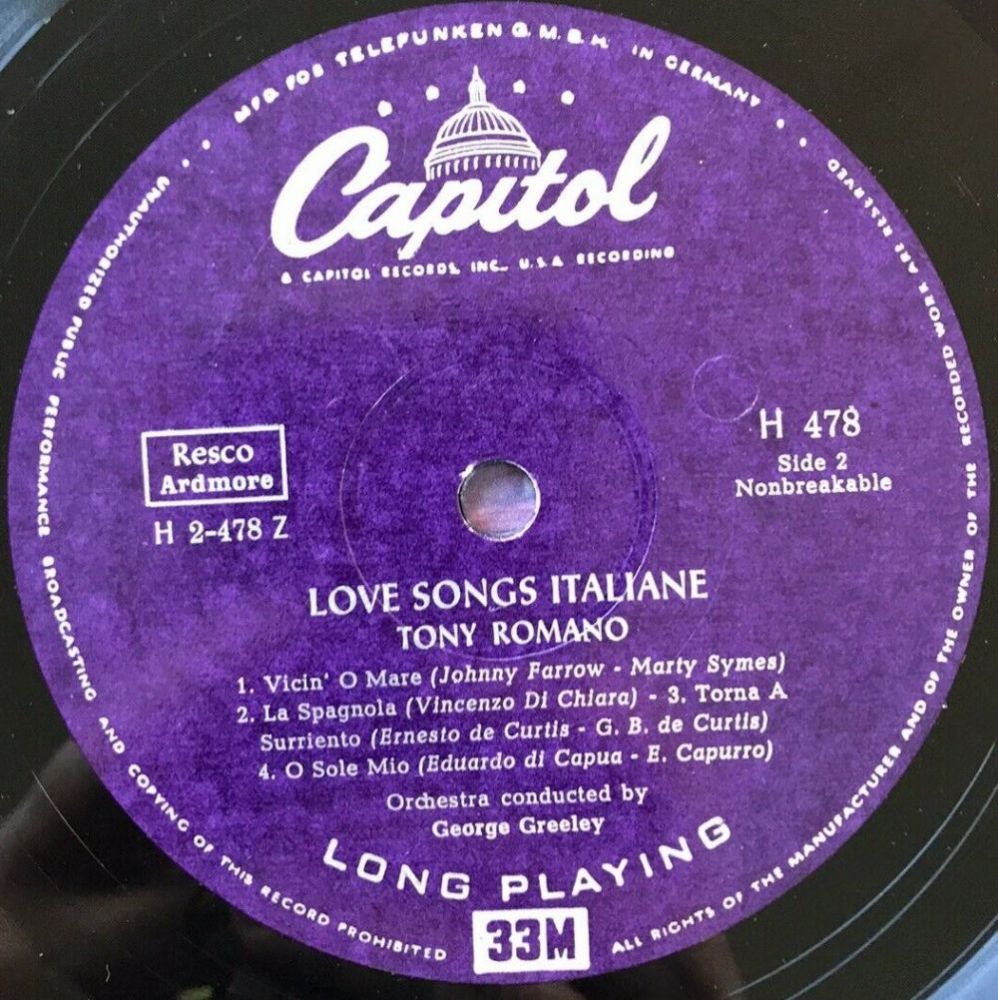 MFG FOR TELEFUNKEN G.M.B.H. IN GERMANY
Capitol
A CAPITOL RECORDS, INC., U.S.A RECORDING
Resco
Ardmore
H 2-478 Z
H 478
Side 2
Nonbreakable
LOVE SONGS ITALIANE
TONY ROMANO
1. Vicin' O Mare (Johnny Farrow - Marty Symes)
2. La Spagnola (Vincenzo Di Chiara) - 3. Torna A
Surriento (Ernesto de Curtis - G. B. de Curtis)
4. O Sole Mio (Eduardo di Capua - E. Capurro)
Orchestra conducted by
George Greeley
LONG PLAYING
33M
ALL RIGHTS OF THE MANUFACTURER AND OF THE OWNER OF THE RECORDED WORK ARE RESERVED
UNAUTHORIZED PUBLIC PERFORMANCE BROADCASTING AND COPYING OF THIS RECORD PROHIBITED